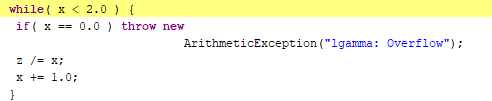 while( x < 2.0 ) {
if( x == 0.0 ) throw new
ArithmeticException("lgamma: Overflow");
z /= x;
x += 1.0;
}